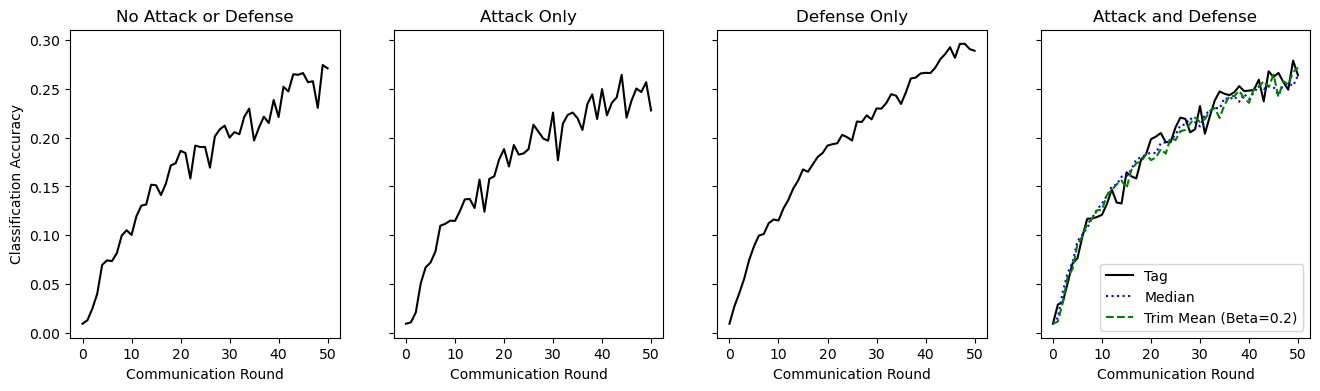 No Attack or Defense
Attack Only
Defense Only
Attack and Defense
Classification Accuracy
0.30
0.25
0.20
0.15
0.10
0.05
0.00
0 10 20 30 40 50
0 10 20 30 40 50
0 10 20 30 40 50
0 10 20 30 40 50
Communication Round
Communication Round
Communication Round
Communication Round
Tag
Median
Trim Mean (Beta=0.2)